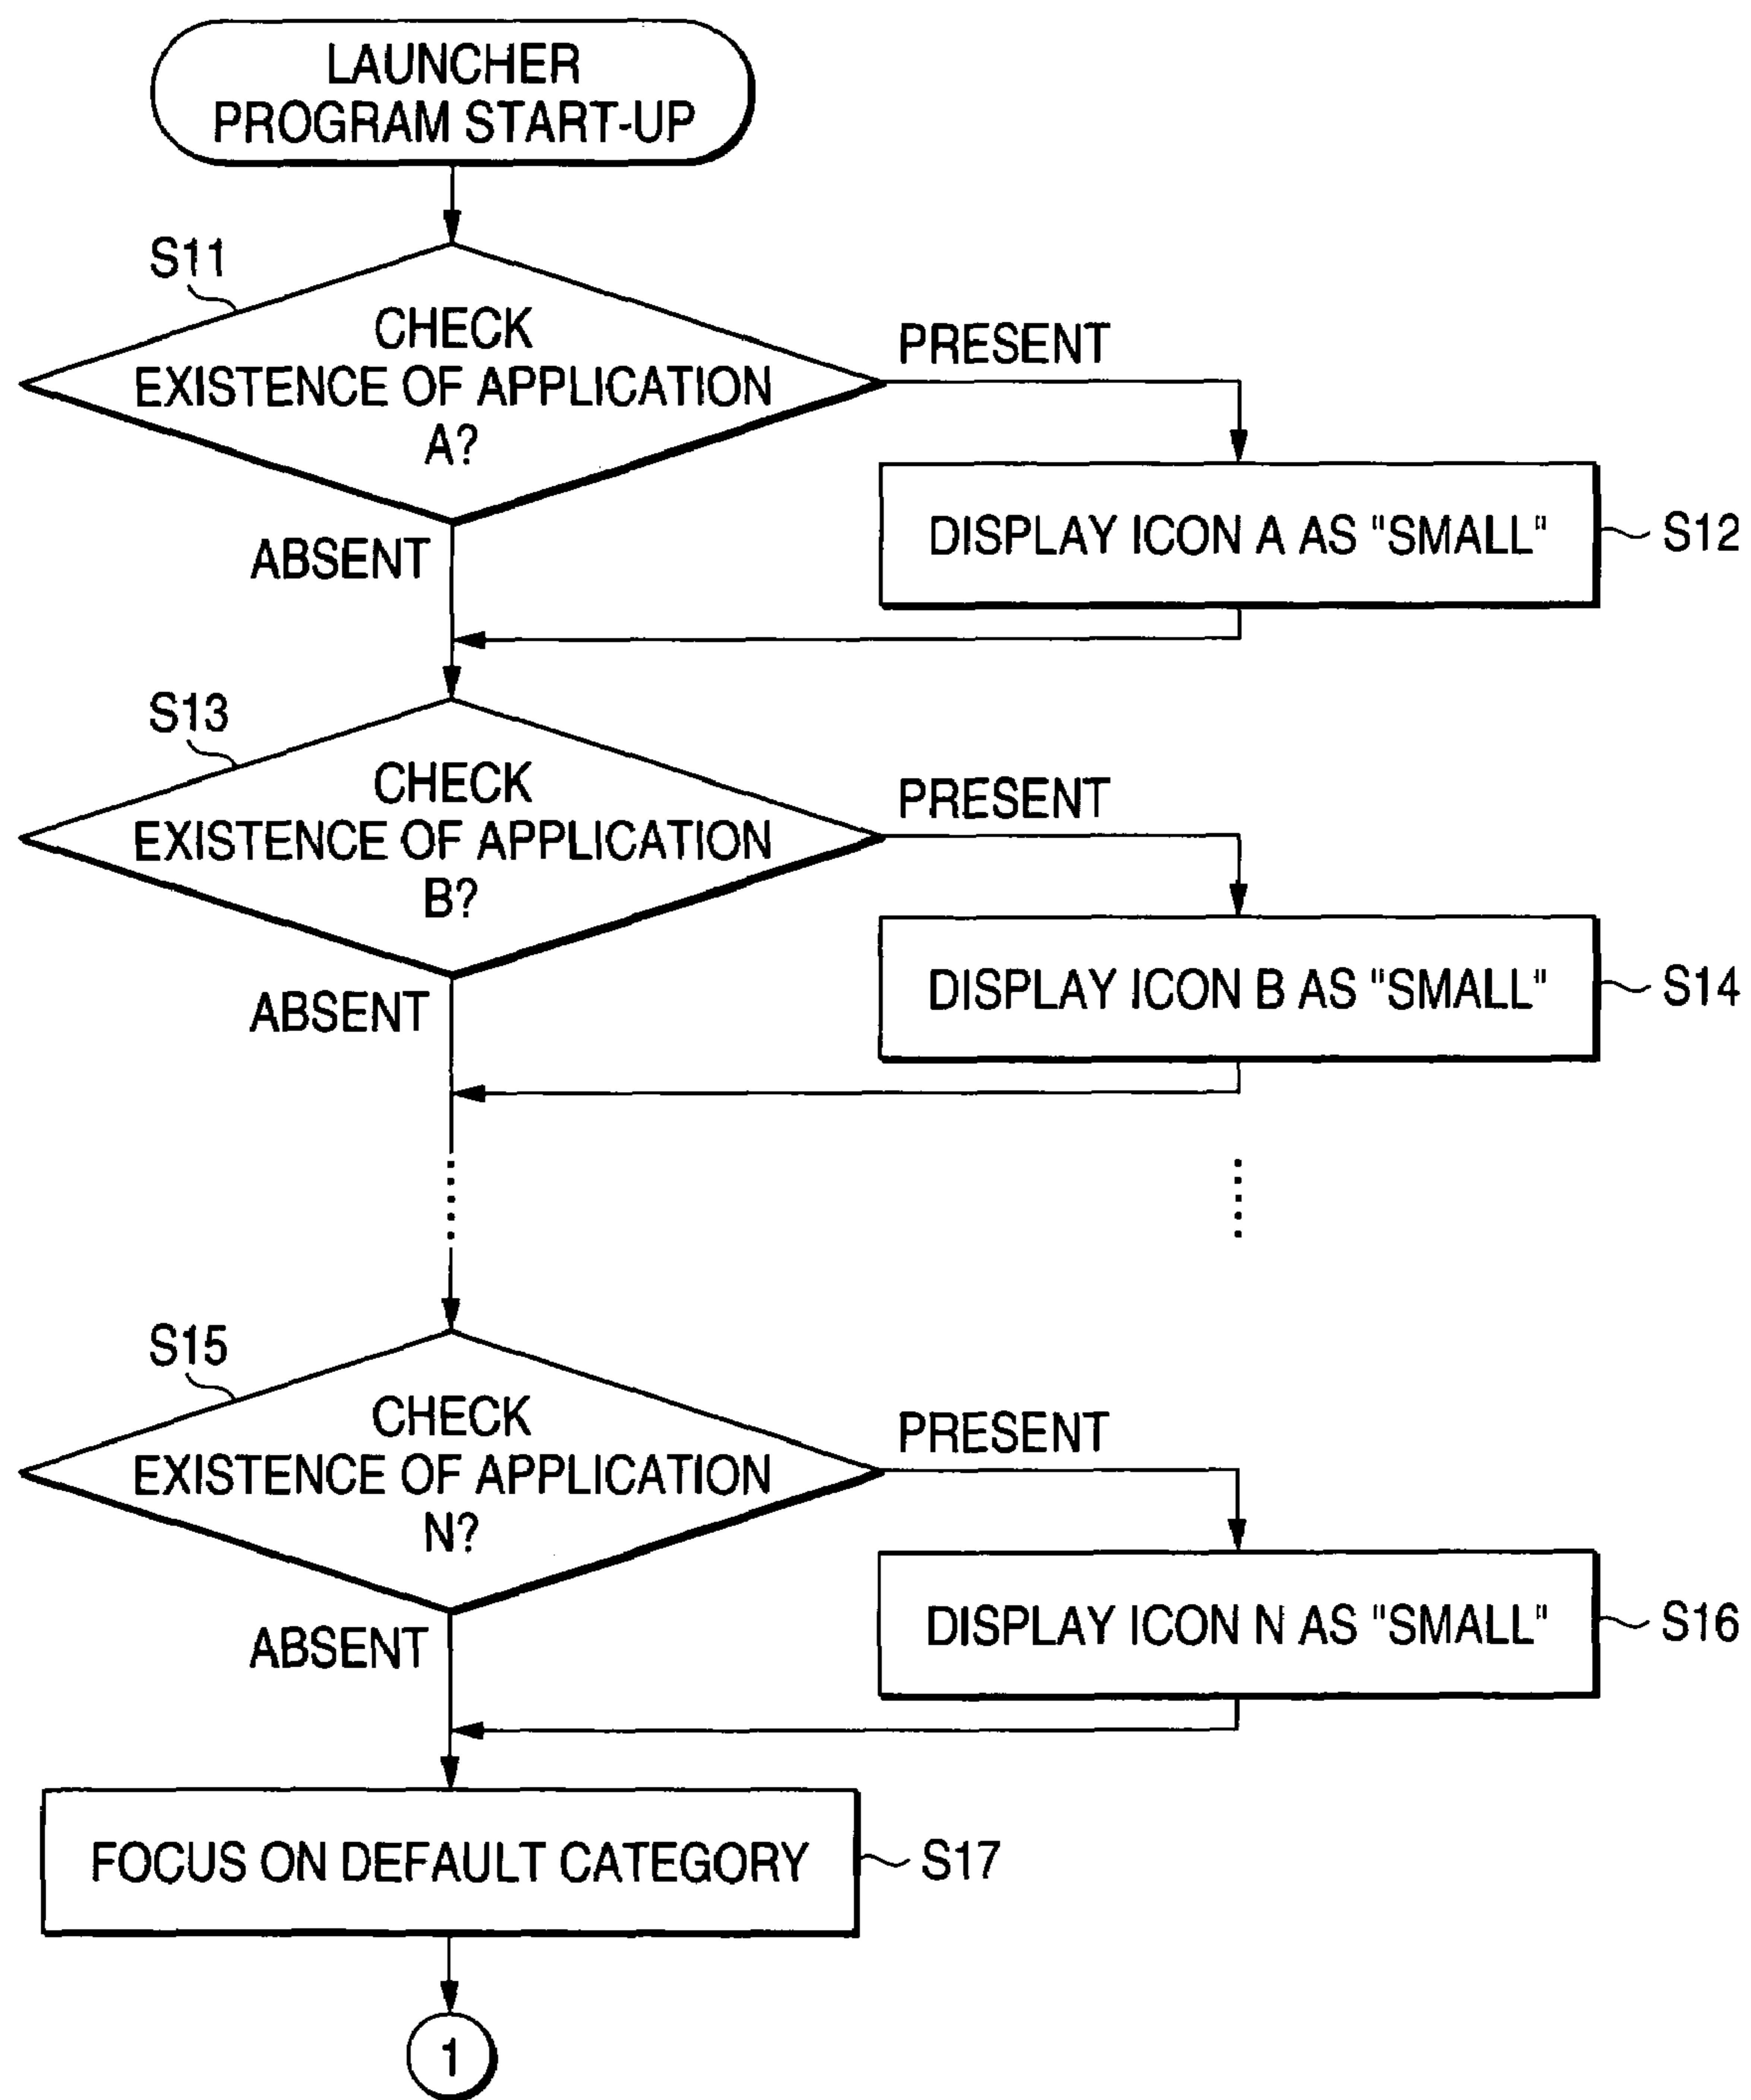 LAUNCHER
PROGRAM START-UP
S11
CHECK
EXISTENCE OF APPLICATION
A?
PRESENT
ABSENT
DISPLAY ICON A AS "SMALL"
S12
S13
CHECK
EXISTENCE OF APPLICATION
B?
PRESENT
ABSENT
DISPLAY ICON B AS "SMALL"
S14
S15
CHECK
EXISTENCE OF APPLICATION
N?
PRESENT
ABSENT
DISPLAY ICON N AS "SMALL"
S16
FOCUS ON DEFAULT CATEGORY
S17
1